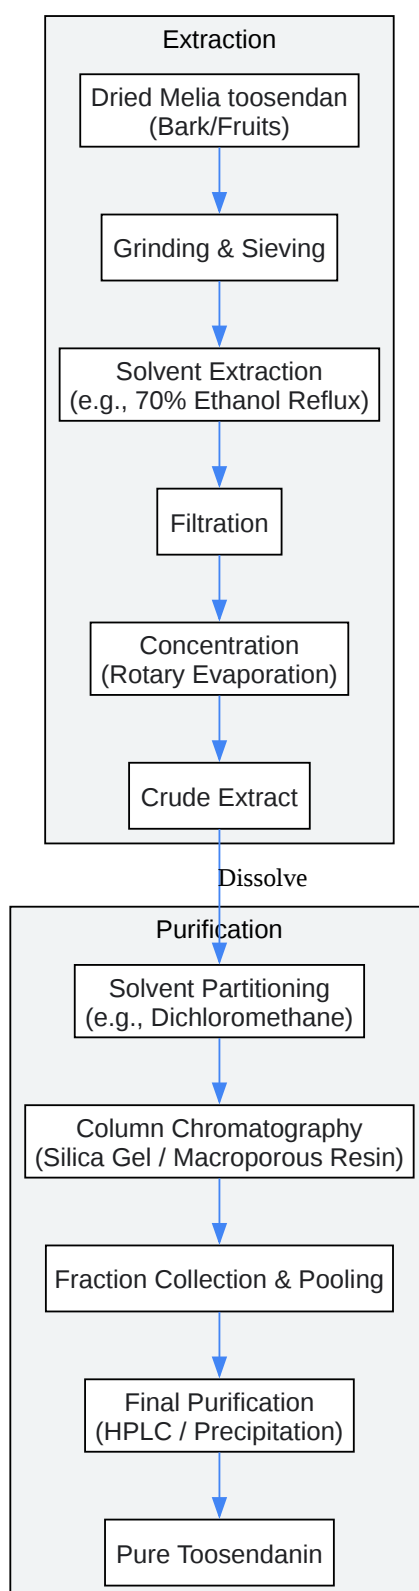 Extraction
Dried Melia toosendan
(Bark/Fruits)
Grinding & Sieving
Solvent Extraction
(e.g., 70% Ethanol Reflux)
Filtration
Concentration
(Rotary Evaporation)
Crude Extract
Dissolve
Purification
Solvent Partitioning
(e.g., Dichloromethane)
Column Chromatography
(Silica Gel / Macroporous Resin)
Fraction Collection & Pooling
Final Purification
(HPLC / Precipitation)
Pure Toosendanin